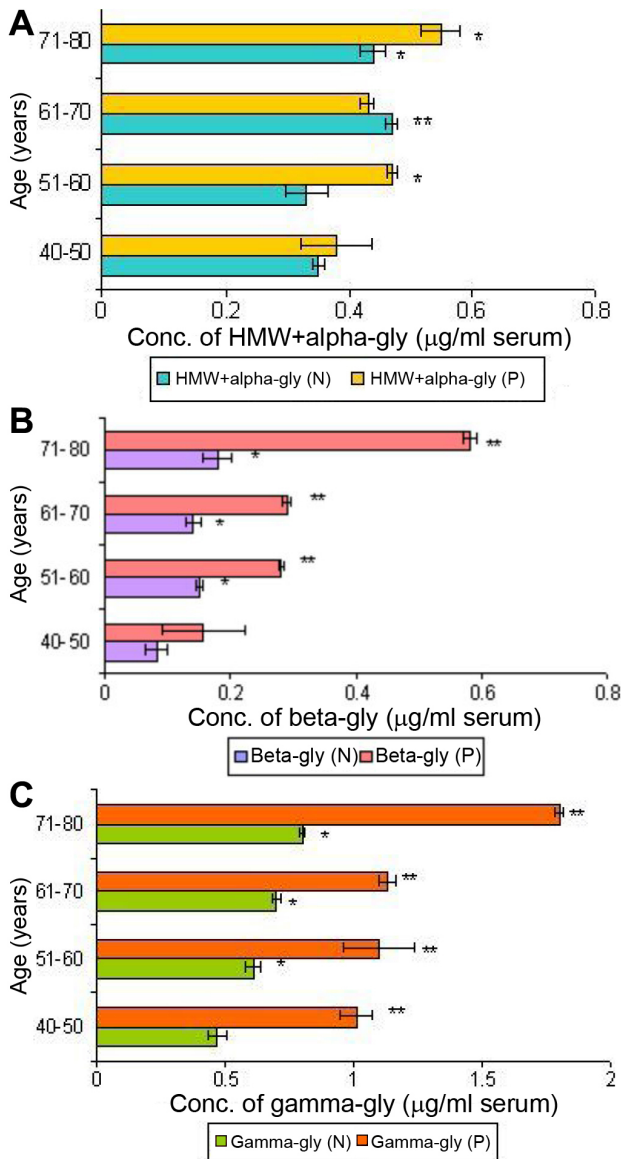 A
71-80
*
*
61-70
**
51-60
*
40-50
Age (years)
0 0.2 0.4 0.6 0.8
Conc. of HMW+alpha-gly (µg/ml serum)
HMW+alpha-gly (N) HMW+alpha-gly (P)
B
71-80
**
*
61-70
**
*
51-60
**
*
40-50
Age (years)
0 0.2 0.4 0.6 0.8
Conc. of beta-gly (µg/ml serum)
Beta-gly (N) Beta-gly (P)
C
71-80
**
*
61-70
**
*
51-60
**
*
40-50
**
Age (years)
0 0.5 1 1.5 2
Conc. of gamma-gly (µg/ml serum)
Gamma-gly (N) Gamma-gly (P)